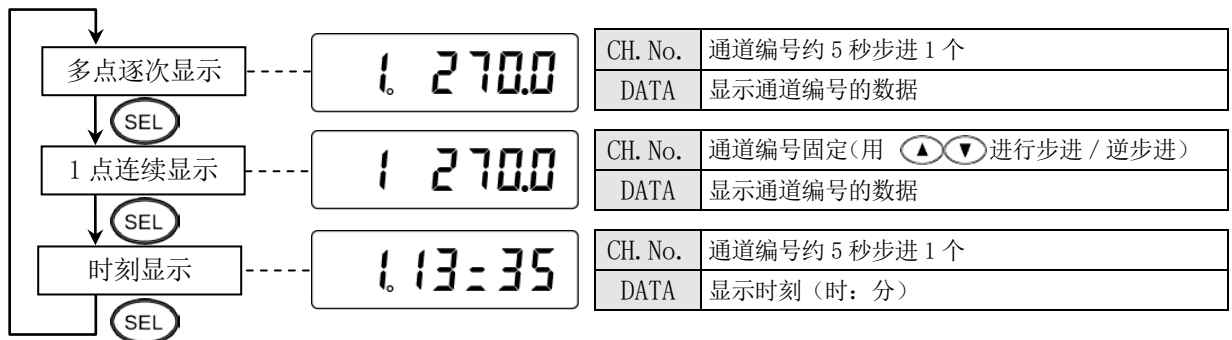 多点逐次显示
1. 270.0
CH. No. 通道编号约 5 秒步进 1 个
DATA 显示通道编号的数据
SEL
1 点连续显示
1 270.0
CH. No. 通道编号固定（用 ▲▼进行步进 / 逆步进）
DATA 显示通道编号的数据
SEL
时刻显示
1. 13:35
CH. No. 通道编号约 5 秒步进 1 个
DATA 显示时刻（时：分）
SEL